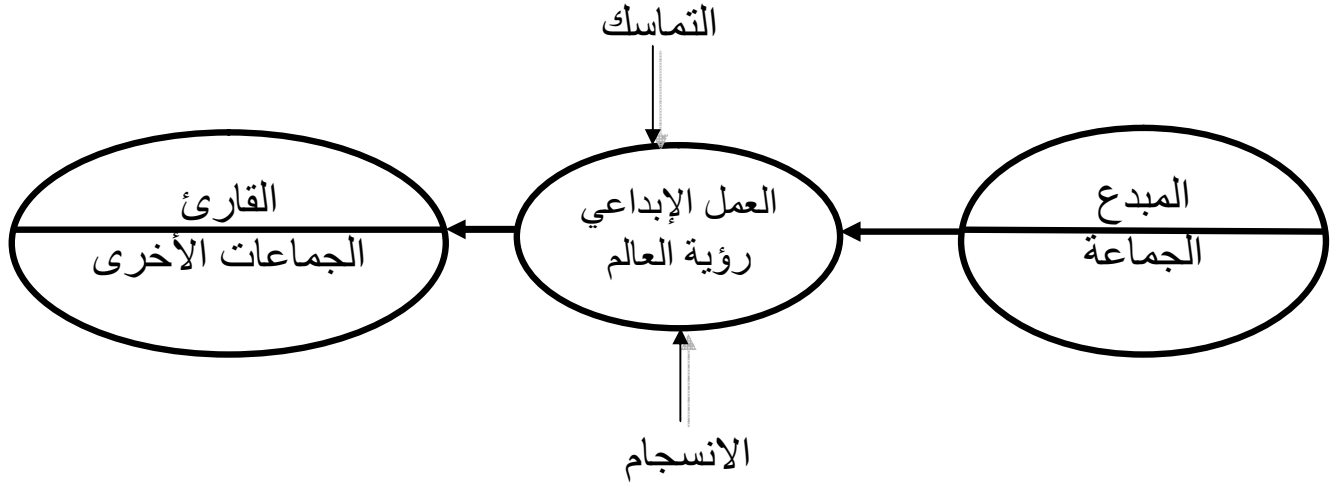 التماسك
المبدع
الجماعة
العمل الإبداعي
رؤية العالم
القارئ
الجماعات الأخرى
الانسجام